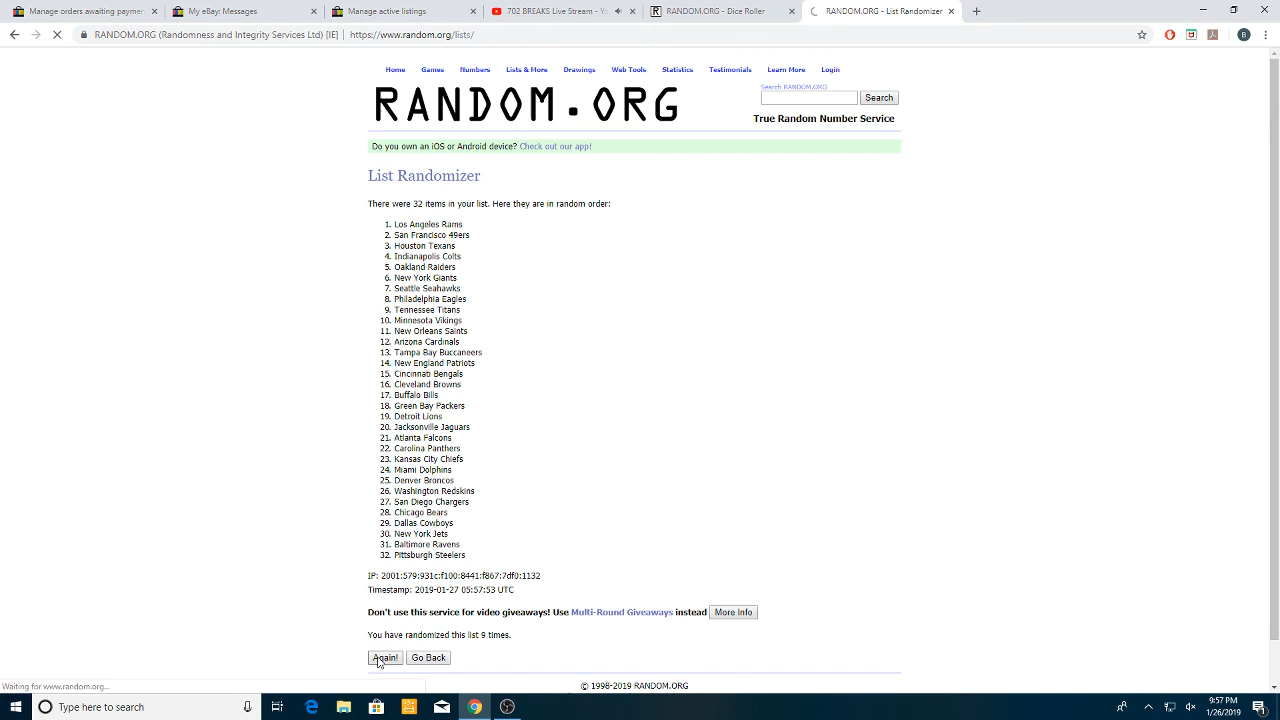 Manage orders awaiting paymen
My eBay: Messages
Manage active listings
702 BREAKS Live Stream - Yo
RANDOM.ORG - Dice Roller
RANDOM.ORG - List Randomizer
RANDOM.ORG (Randomness and Integrity Services Ltd) [IE] | https://www.random.org/lists/
B
Home Games Numbers Lists & More Drawings Web Tools Statistics Testimonials Learn More Login
RANDOM.ORG
Search RANDOM.ORG
Search
True Random Number Service
Do you own an iOS or Android device? Check out our app!
List Randomizer
There were 32 items in your list. Here they are in random order:
1. Los Angeles Rams
2. San Francisco 49ers
3. Houston Texans
4. Indianapolis Colts
5. Oakland Raiders
6. New York Giants
7. Seattle Seahawks
8. Philadelphia Eagles
9. Tennessee Titans
10. Minnesota Vikings
11. New Orleans Saints
12. Arizona Cardinals
13. Tampa Bay Buccaneers
14. New England Patriots
15. Cincinnati Bengals
16. Cleveland Browns
17. Buffalo Bills
18. Green Bay Packers
19. Detroit Lions
20. Jacksonville Jaguars
21. Atlanta Falcons
22. Carolina Panthers
23. Kansas City Chiefs
24. Miami Dolphins
25. Denver Broncos
26. Washington Redskins
27. San Diego Chargers
28. Chicago Bears
29. Dallas Cowboys
30. New York Jets
31. Baltimore Ravens
32. Pittsburgh Steelers
IP: 2001:579:931c:f100:8441:f867:7df0:1132
Timestamp: 2019-01-27 05:57:53 UTC
Don't use this service for video giveaways! Use Multi-Round Giveaways instead More Info
You have randomized this list 9 times.
Again! Go Back
Waiting for www.random.org...
© 1998-2019 RANDOM.ORG
Type here to search
9:57 PM
1/26/2019